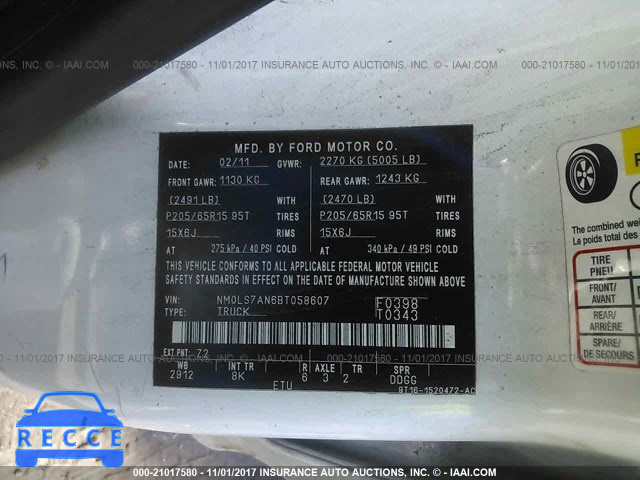 000-21017580 - 11/01/2017 INSURANCE AUTO AUCTIONS, INC. © - IAAI.COM
MFD. BY FORD MOTOR CO.
DATE: 02/11 GVWR: 2270 KG (5005 LB)
FRONT GAWR: 1130 KG REAR GAWR: 1243 KG
(2491 LB) WITH (2470 LB) WITH
P205/65R15 95T TIRES P205/65R15 95T TIRES
15X6J RIMS 15X6J RIMS
AT 275 kPa / 40 PSI COLD AT 340 kPa / 49 PSI COLD
THIS VEHICLE CONFORMS TO ALL APPLICABLE FEDERAL MOTOR VEHICLE
SAFETY STANDARDS IN EFFECT ON THE DATE OF MANUFACTURE SHOWN ABOVE.
VIN: NM0LS7AN6BT058607 F0398
TYPE: TRUCK T0343
EXT PNT: 7Z
WB INT TR R AXLE TR SPR
2912 8K 6 3 2 DDGG
ETU
9T16-1520472-AC
The combined weig
Le poids total des
TIRE
PNEU
FRONT/
AVANT
REAR/
ARRIÈRE
SPARE/
DE SECOURS
000-21017580 - 11/01/2017 INSURANCE AUTO AUCTIONS, INC. © - IAAI.COM
RECCE
000-21017580 - 11/01/2017 INSURANCE AUTO AUCTIONS, INC. © - IAAI.COM